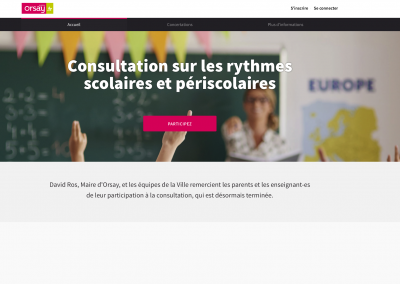 orsay
S'inscrire Se connecter
Accueil Consultations Plus d'informations
Consultation sur les rythmes
scolaires et périscolaires
EUROPE
PARTICIPEZ
David Ros, Maire d'Orsay, et les équipes de la Ville remercient les parents et les enseignant·es
de leur participation à la consultation, qui est désormais terminée.